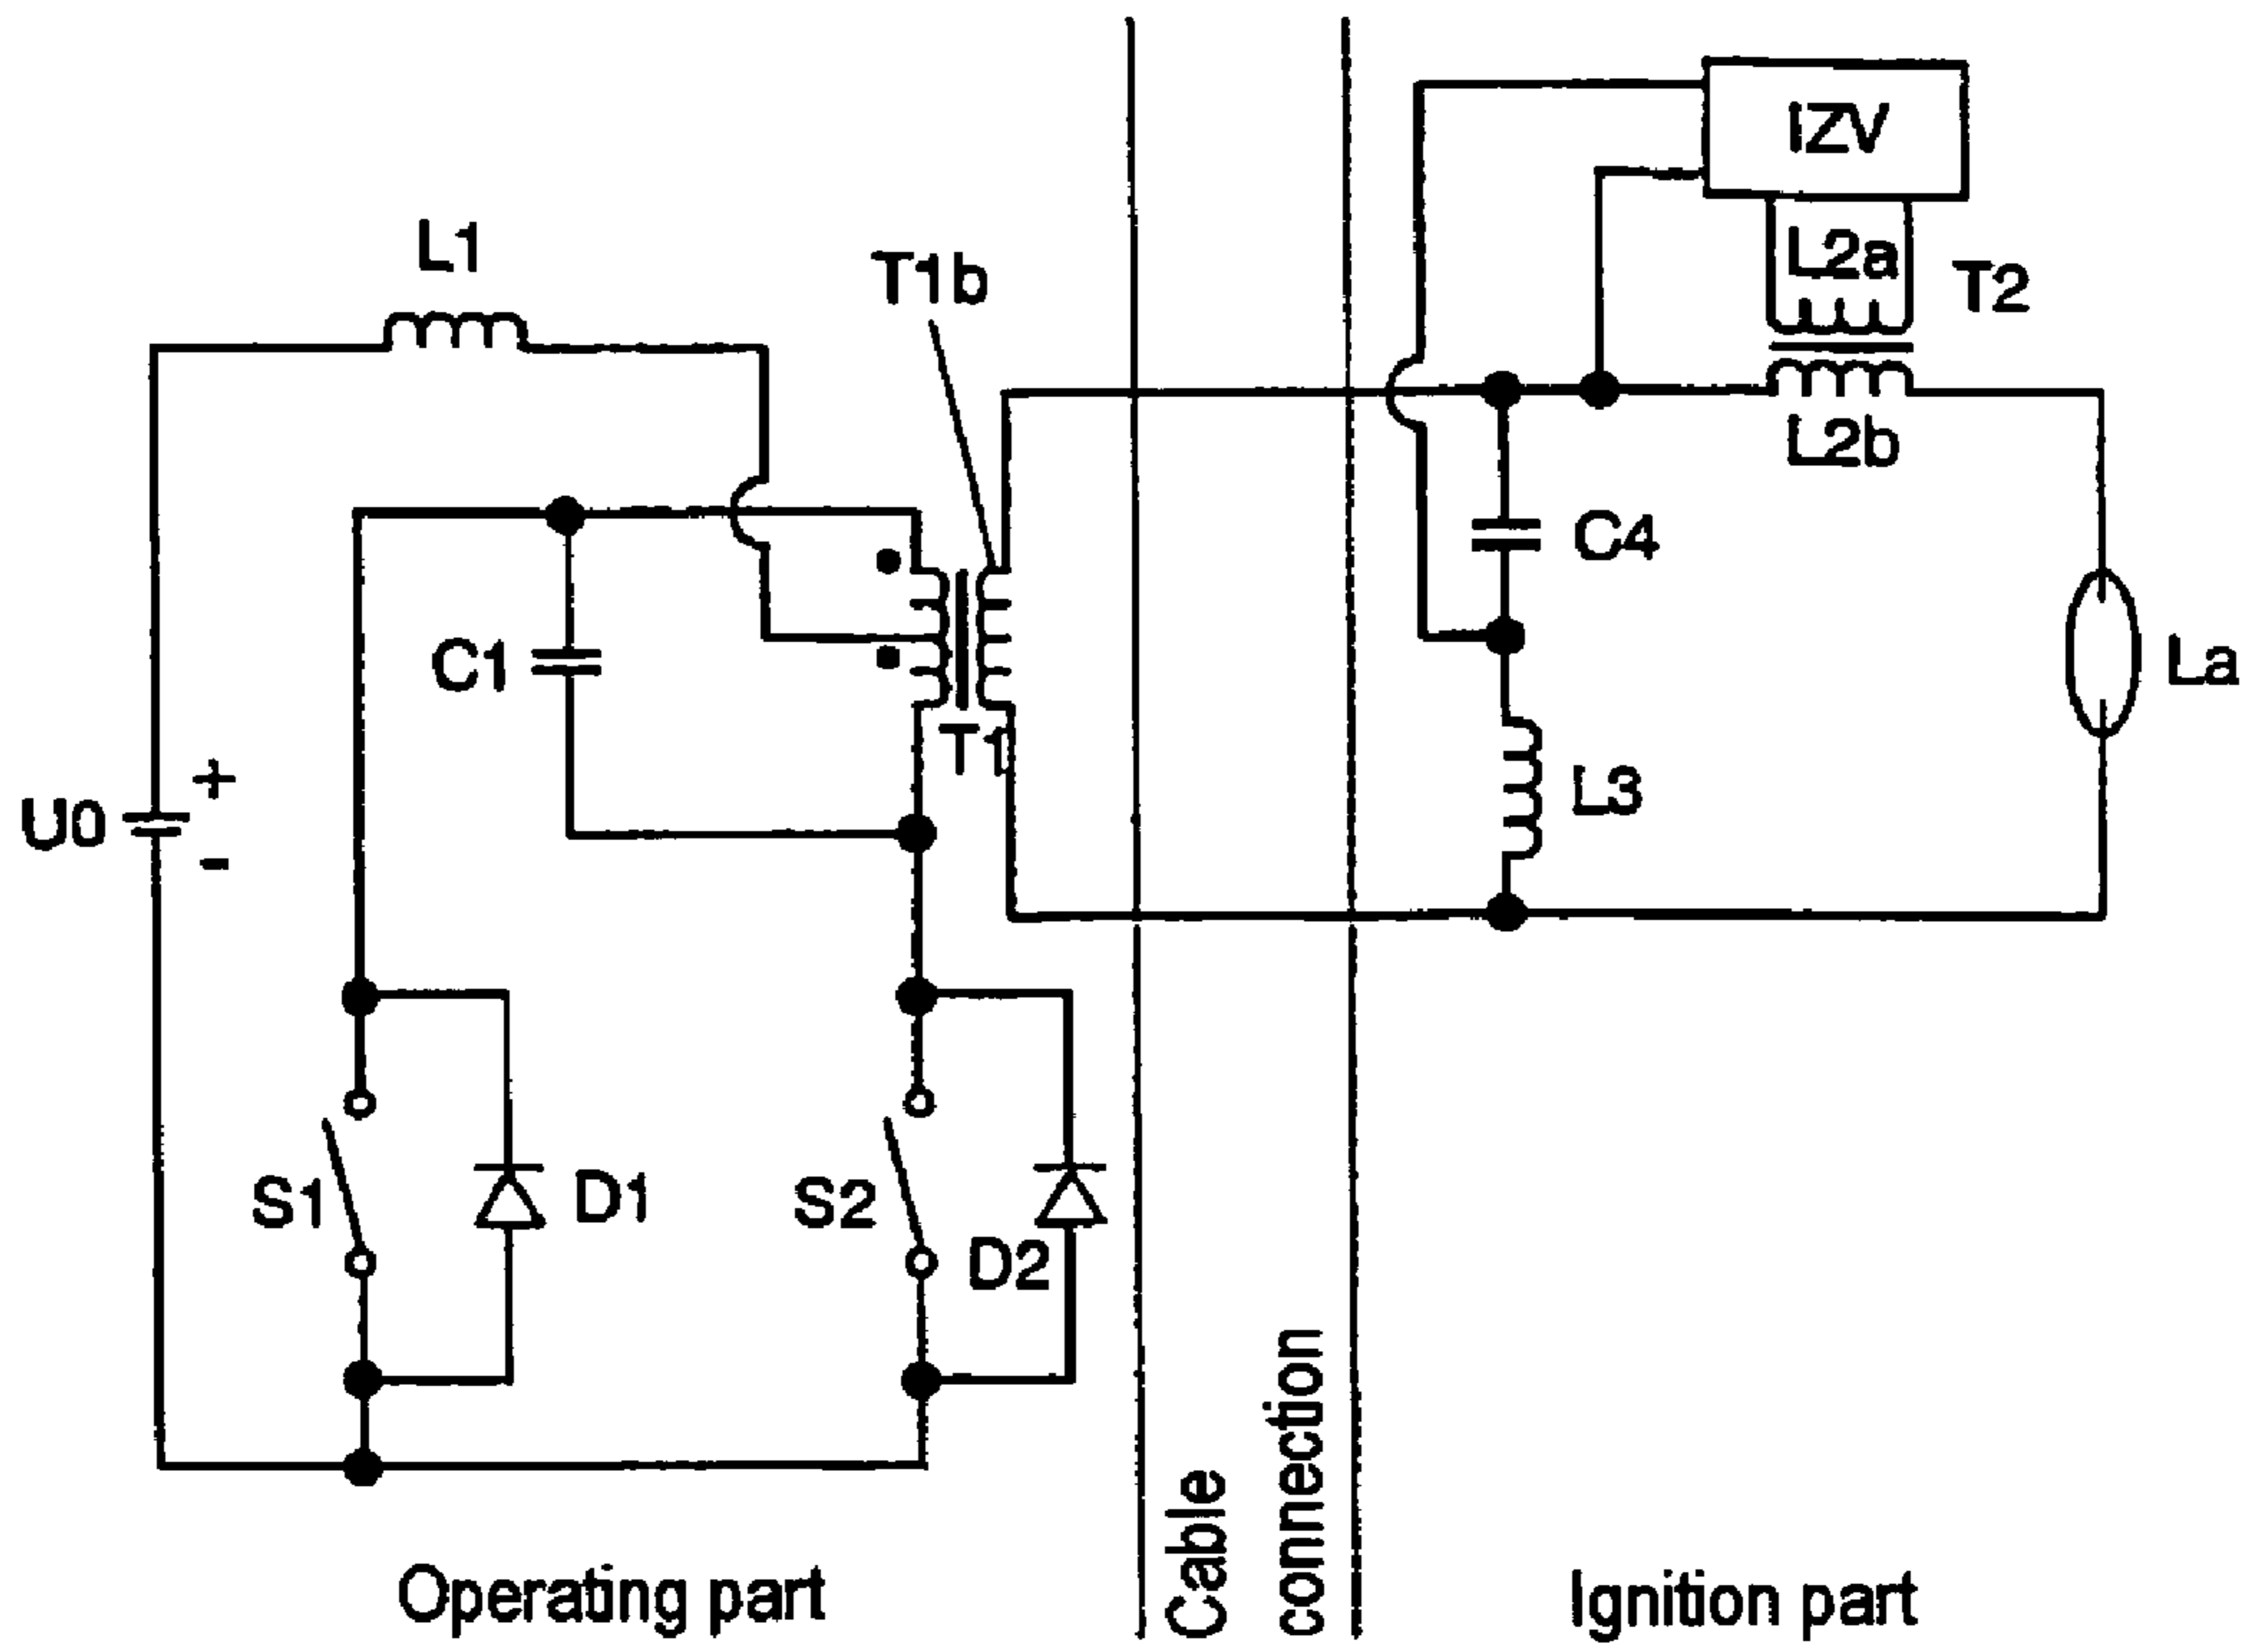 IZV
L1
L2a
T1b
T2
L2b
C4
C1
La
T1
+
U0
-
L3
S1
D1
S2
D2
Cable
connection
Operating part
Ignition part